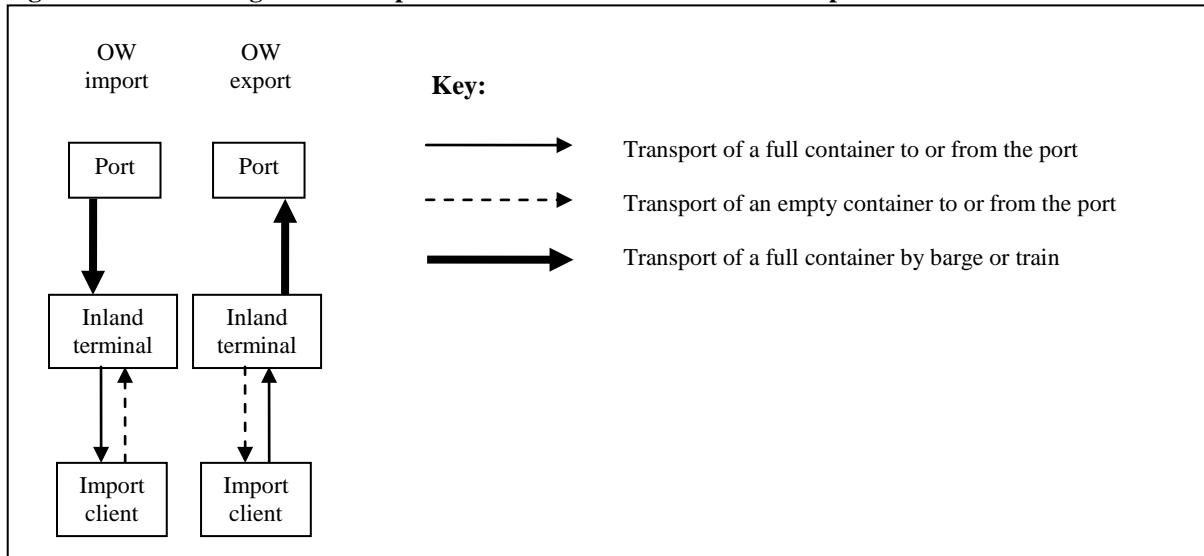 OW
import
OW
export
Key:
Port
Port
Transport of a full container to or from the port
Transport of an empty container to or from the port
Transport of a full container by barge or train
Inland
terminal
Inland
terminal
Import
client
Import
client